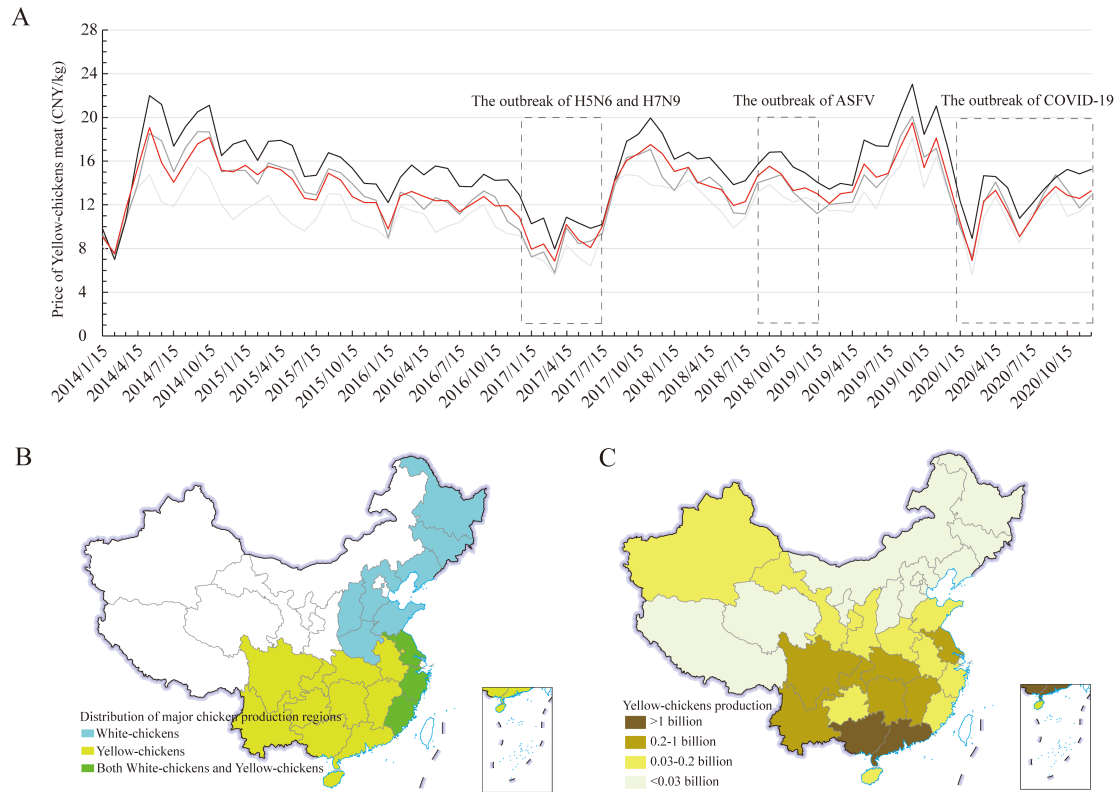 A
Price of Yellow-chickens meat (CNY/kg)
28
24
20
16
12
8
4
0
The outbreak of H5N6 and H7N9
The outbreak of ASFV
The outbreak of COVID-19
2014/1/15
2014/4/15
2014/7/15
2014/10/15
2015/1/15
2015/4/15
2015/7/15
2015/10/15
2016/1/15
2016/4/15
2016/7/15
2016/10/15
2017/1/15
2017/4/15
2017/7/15
2017/10/15
2018/1/15
2018/4/15
2018/7/15
2018/10/15
2019/1/15
2019/4/15
2019/7/15
2019/10/15
2020/1/15
2020/4/15
2020/7/15
2020/10/15
B
Distribution of major chicken production regions
White-chickens
Yellow-chickens
Both White-chickens and Yellow-chickens
C
Yellow-chickens production
>1 billion
0.2-1 billion
0.03-0.2 billion
<0.03 billion